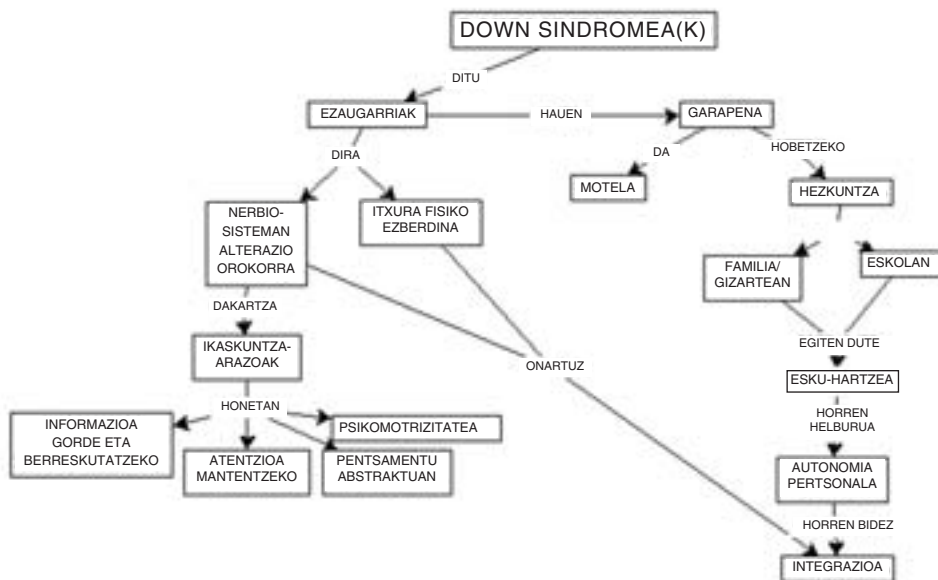 DOWN SINDROMEA(K)
DITU
EZAUGARRIAK
HAUEN
GARAPENA
DIRA
DA
HOBETZEKO
MOTELA
HEZKUNTZA
NERBIO-
SISTEMAN
ALTERAZIO
OROKORRA
ITXURA FISIKO
EZBERDINA
FAMILIA/
GIZARTEAN
ESKOLAN
DAKARTZA
IKASKUNTZA-
ARAZOAK
ONARTUZ
EGITEN DUTE
ESKU-HARTZEA
HONETAN
INFORMAZIOA
GORDE ETA
BERRESKUTATZEKO
PSIKOMOTRIZITATEA
ATENTZIOA
MANTENTZEKO
PENTSAMENTU
ABSTRAKTUAN
HORREN
HELBURUA
AUTONOMIA
PERTSONALA
HORREN BIDEZ
INTEGRAZIOA